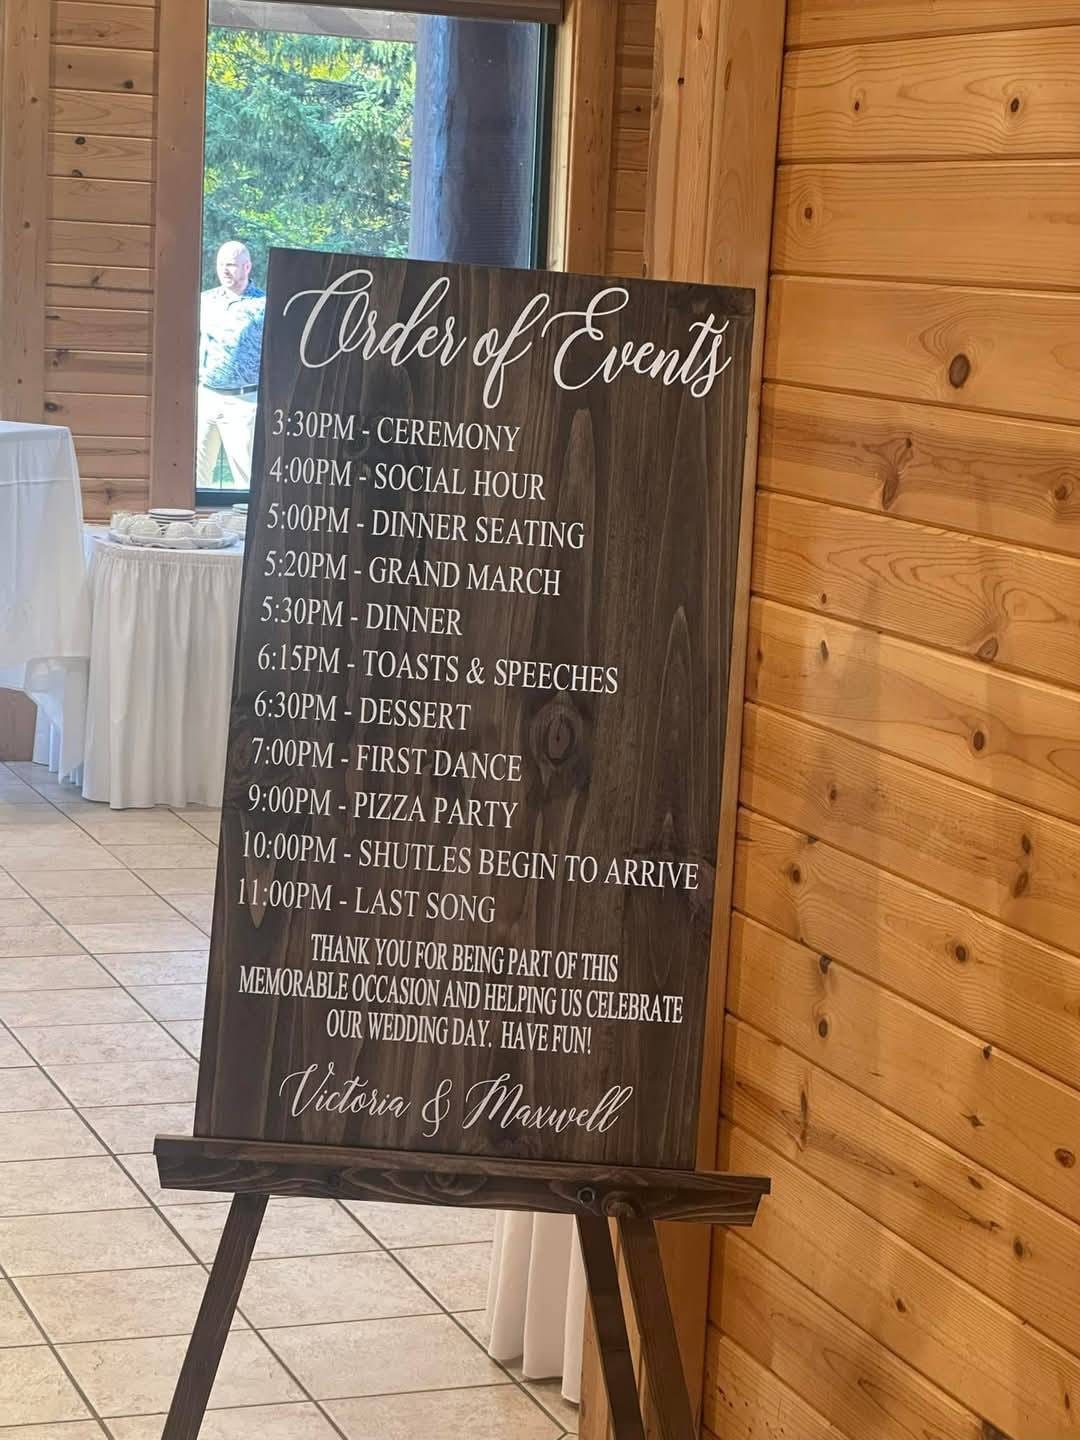 Order of Events
3:30PM - CEREMONY
4:00PM - SOCIAL HOUR
5:00PM - DINNER SEATING
5:20PM - GRAND MARCH
5:30PM - DINNER
6:15PM - TOASTS & SPEECHES
6:30PM - DESSERT
7:00PM - FIRST DANCE
9:00PM - PIZZA PARTY
10:00PM - SHUTLES BEGIN TO ARRIVE
11:00PM - LAST SONG
THANK YOU FOR BEING PART OF THIS
MEMORABLE OCCASION AND HELPING US CELEBRATE
OUR WEDDING DAY. HAVE FUN!
Victoria & Maxwell